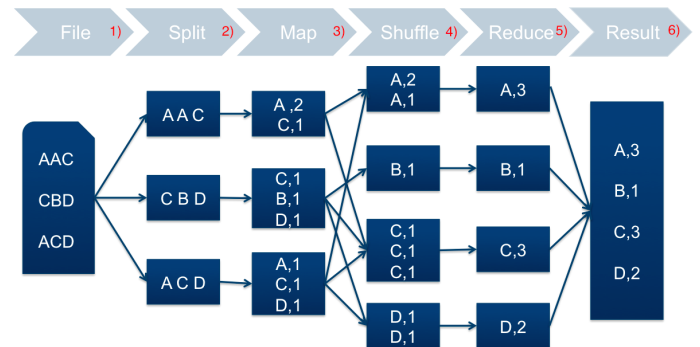 File 1) Split 2) Map 3) Shuffle 4) Reduce 5) Result 6)
AAC
CBD
ACD
A A C
C B D
A C D
A ,2
C,1
C,1
B,1
D,1
A,1
C,1
D,1
A,2
A,1
B,1
C,1
C,1
C,1
D,1
D,1
A,3
B,1
C,3
D,2
A,3
B,1
C,3
D,2